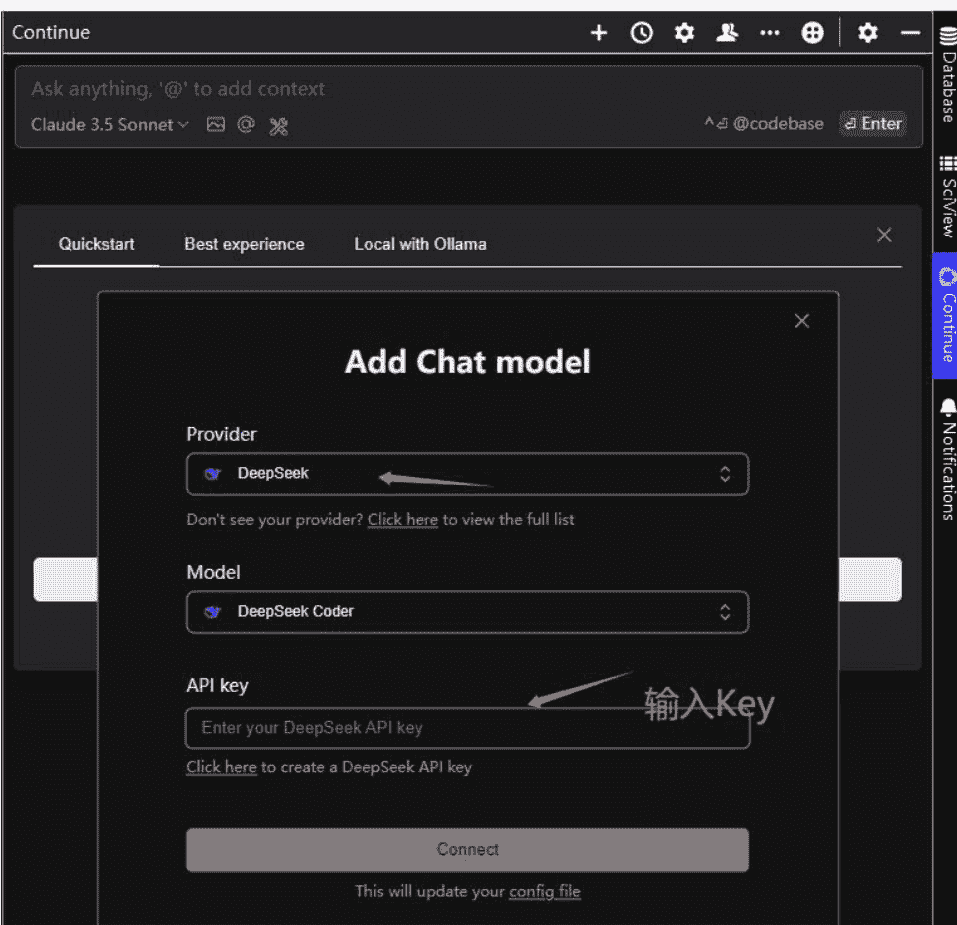 Continue
Ask anything, '@' to add context
Claude 3.5 Sonnet
@codebase
Enter
Quickstart
Best experience
Local with Ollama
Add Chat model
Provider
DeepSeek
Don't see your provider? Click here to view the full list
Model
DeepSeek Coder
API key
输入Key
Enter your DeepSeek API key
Click here to create a DeepSeek API key
Connect
This will update your config file
Database
SciView
Continue
Notifications